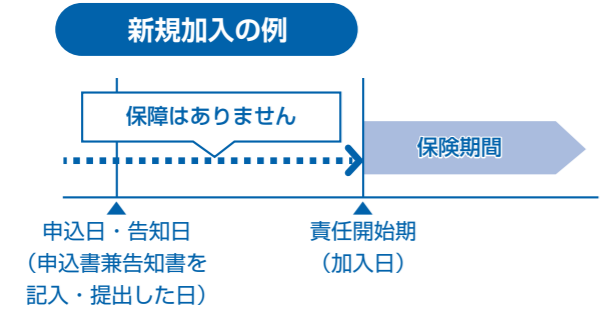 新規加入の例
保障はありません
保険期間
申込日・告知日
（申込書兼告知書を
記入・提出した日）
責任開始期
（加入日）